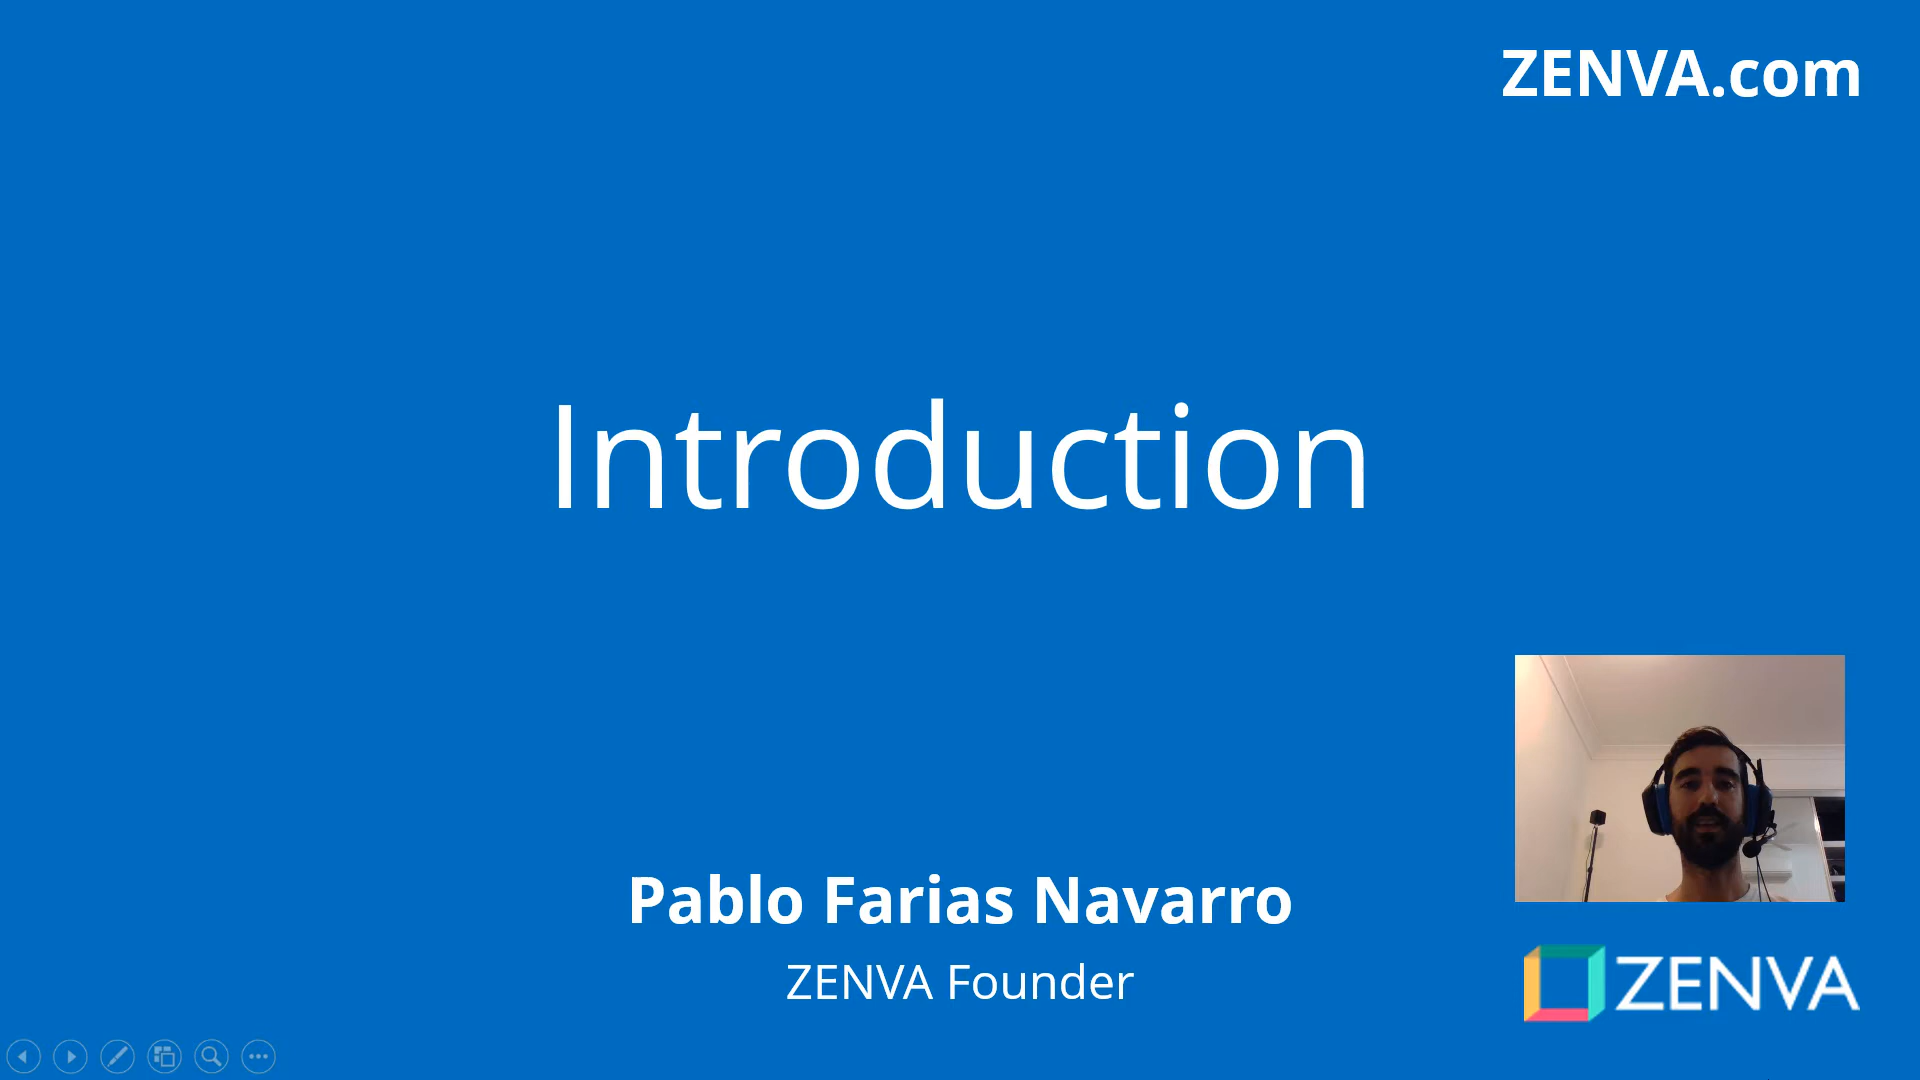 ZENVA.com
Introduction
Pablo Farias Navarro
ZENVA Founder
ZENVA